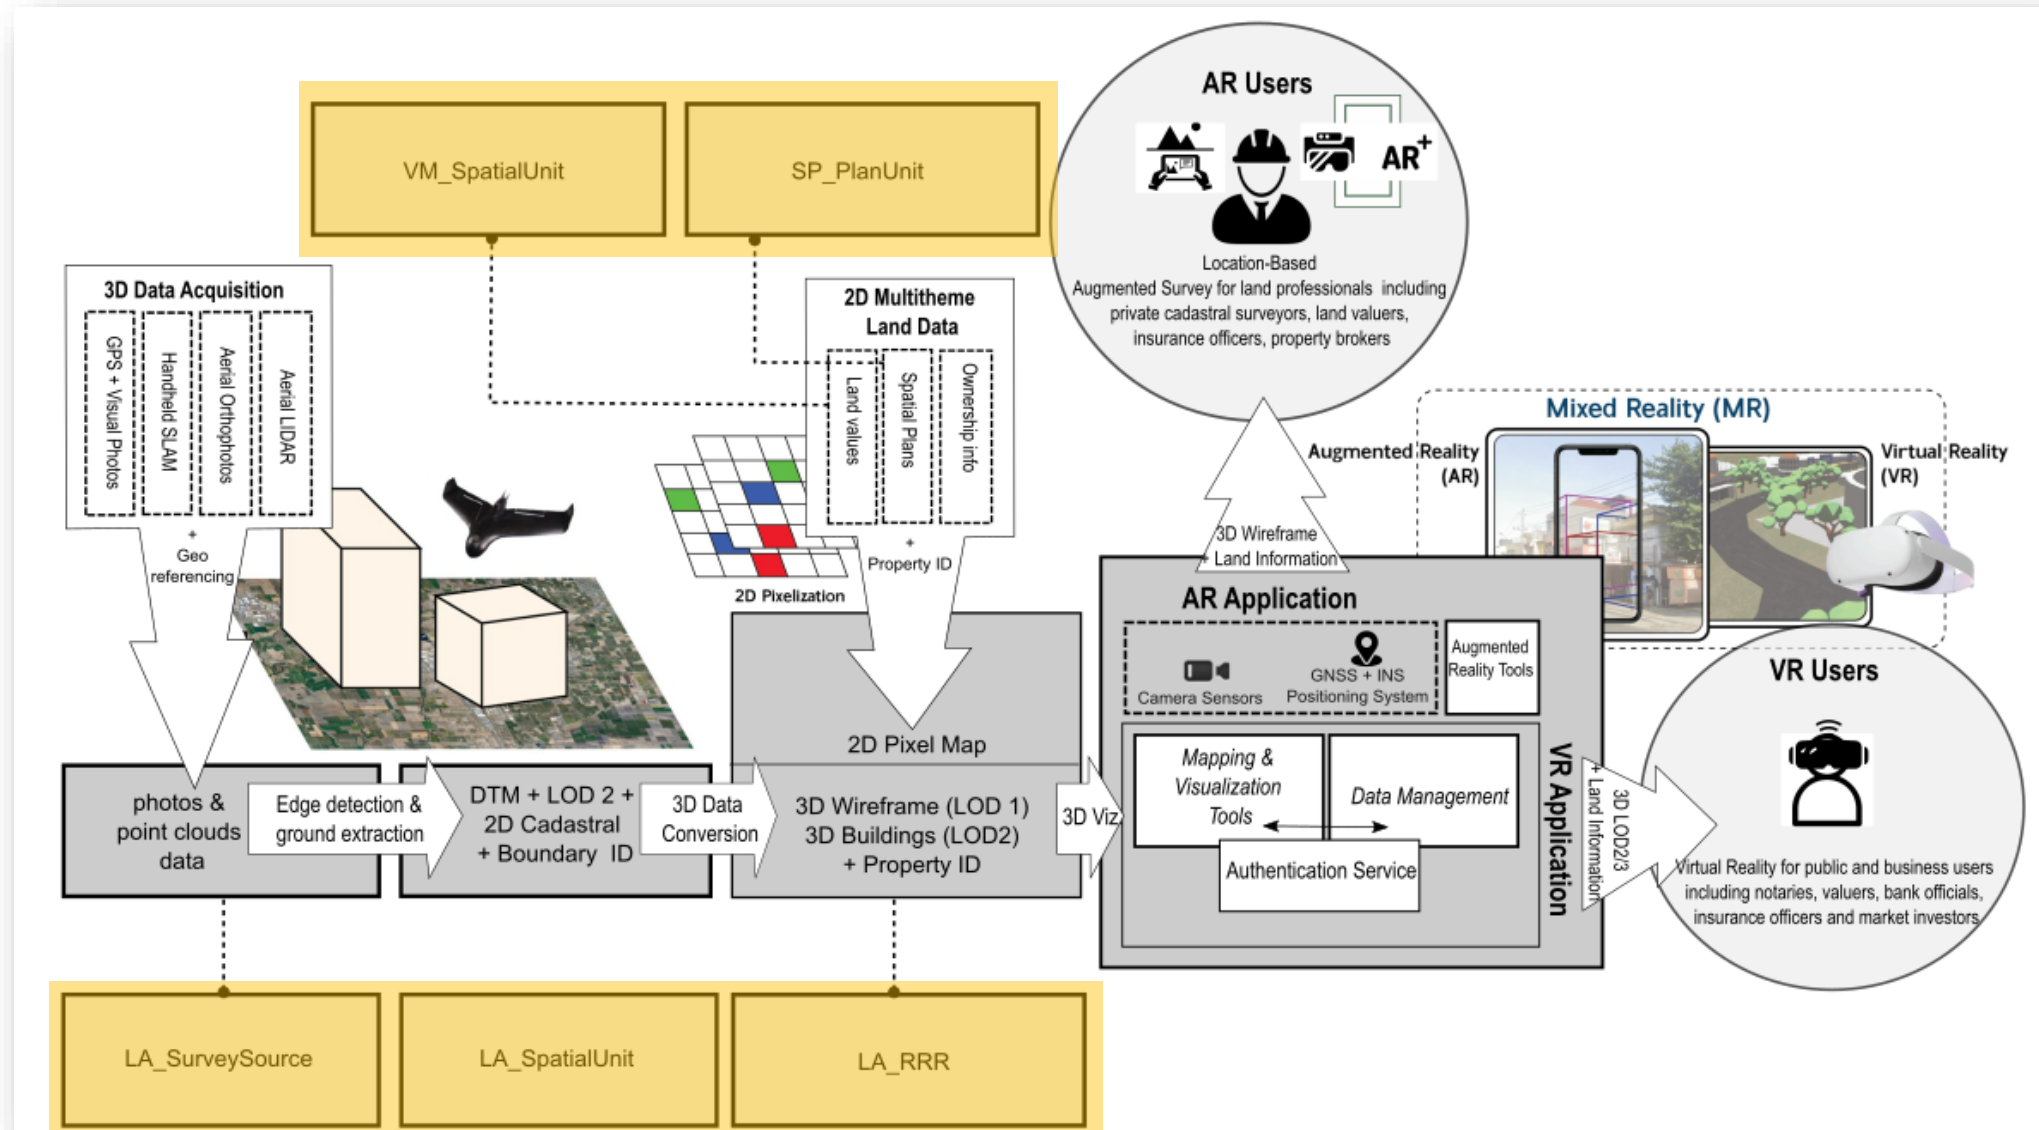 VM_SpatialUnit
SP_PlanUnit
AR Users
AR+
Location-Based
Augmented Survey for land professionals including
private cadastral surveyors, land valuers,
insurance officers, property brokers
3D Data Acquisition
GPS + Visual Photos
Handheld SLAM
Aerial Orthophotos
Aerial LIDAR
+
Geo
referencing
2D Multitheme
Land Data
Land values
Spatial Plans
Ownership info
+
Property ID
2D Pixelization
Mixed Reality (MR)
Augmented Reality
(AR)
Virtual Reality
(VR)
3D Wireframe
+ Land Information
AR Application
Camera Sensors
GNSS + INS
Positioning System
Augmented
Reality Tools
VR Users
Virtual Reality for public and business users
including notaries, valuers, bank officials,
insurance officers and market investors
photos &
point clouds
data
Edge detection &
ground extraction
DTM + LOD 2 +
2D Cadastral
+ Boundary ID
3D Data
Conversion
2D Pixel Map
3D Wireframe (LOD 1)
3D Buildings (LOD2)
+ Property ID
3D Viz
Mapping &
Visualization
Tools
Data Management
Authentication Service
VR Application
3D LOD2/3
+ Land Information
LA_SurveySource
LA_SpatialUnit
LA_RRR